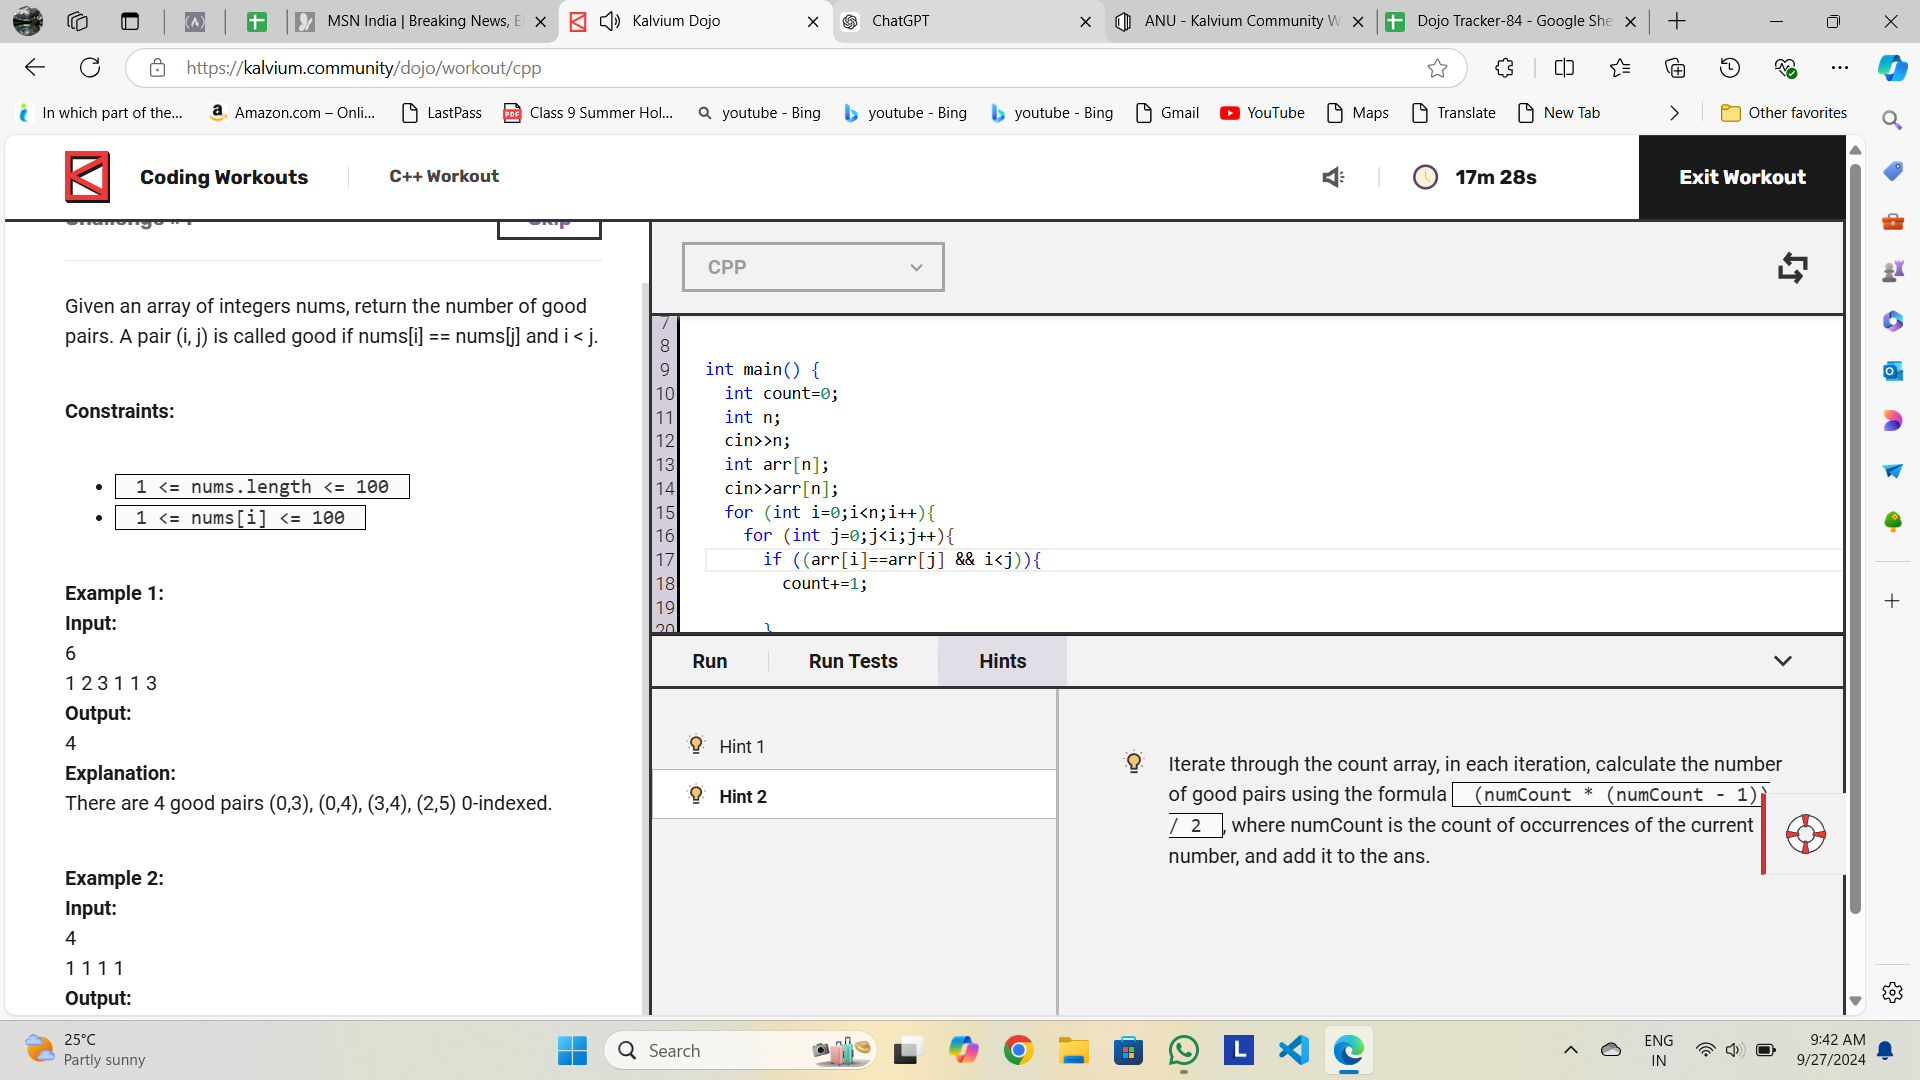 MSN India | Breaking News, E
Kalvium Dojo
ChatGPT
ANU - Kalvium Community W
Dojo Tracker-84 - Google She
https://kalvium.community/dojo/workout/cpp
In which part of the...
Amazon.com – Onli...
LastPass
Class 9 Summer Hol...
youtube - Bing
youtube - Bing
youtube - Bing
Gmail
YouTube
Maps
Translate
New Tab
Other favorites
Coding Workouts
C++ Workout
17m 28s
Exit Workout
Skip
Given an array of integers nums, return the number of good
pairs. A pair (i, j) is called good if nums[i] == nums[j] and i < j.
Constraints:
1 <= nums.length <= 100
1 <= nums[i] <= 100
Example 1:
Input:
6
1 2 3 1 1 3
Output:
4
Explanation:
There are 4 good pairs (0,3), (0,4), (3,4), (2,5) 0-indexed.
Example 2:
Input:
4
1 1 1 1
Output:
CPP
7
8
9 int main() {
10 int count=0;
11 int n;
12 cin>>n;
13 int arr[n];
14 cin>>arr[n];
15 for (int i=0;i<n;i++){
16 for (int j=0;j<i;j++){
17 if ((arr[i]==arr[j] && i<j)){
18 count+=1;
19
20 }
Run
Run Tests
Hints
Hint 1
Hint 2
Iterate through the count array, in each iteration, calculate the number
of good pairs using the formula (numCount * (numCount - 1))
/ 2 , where numCount is the count of occurrences of the current
number, and add it to the ans.
25°C
Partly sunny
Search
ENG
IN
9:42 AM
9/27/2024